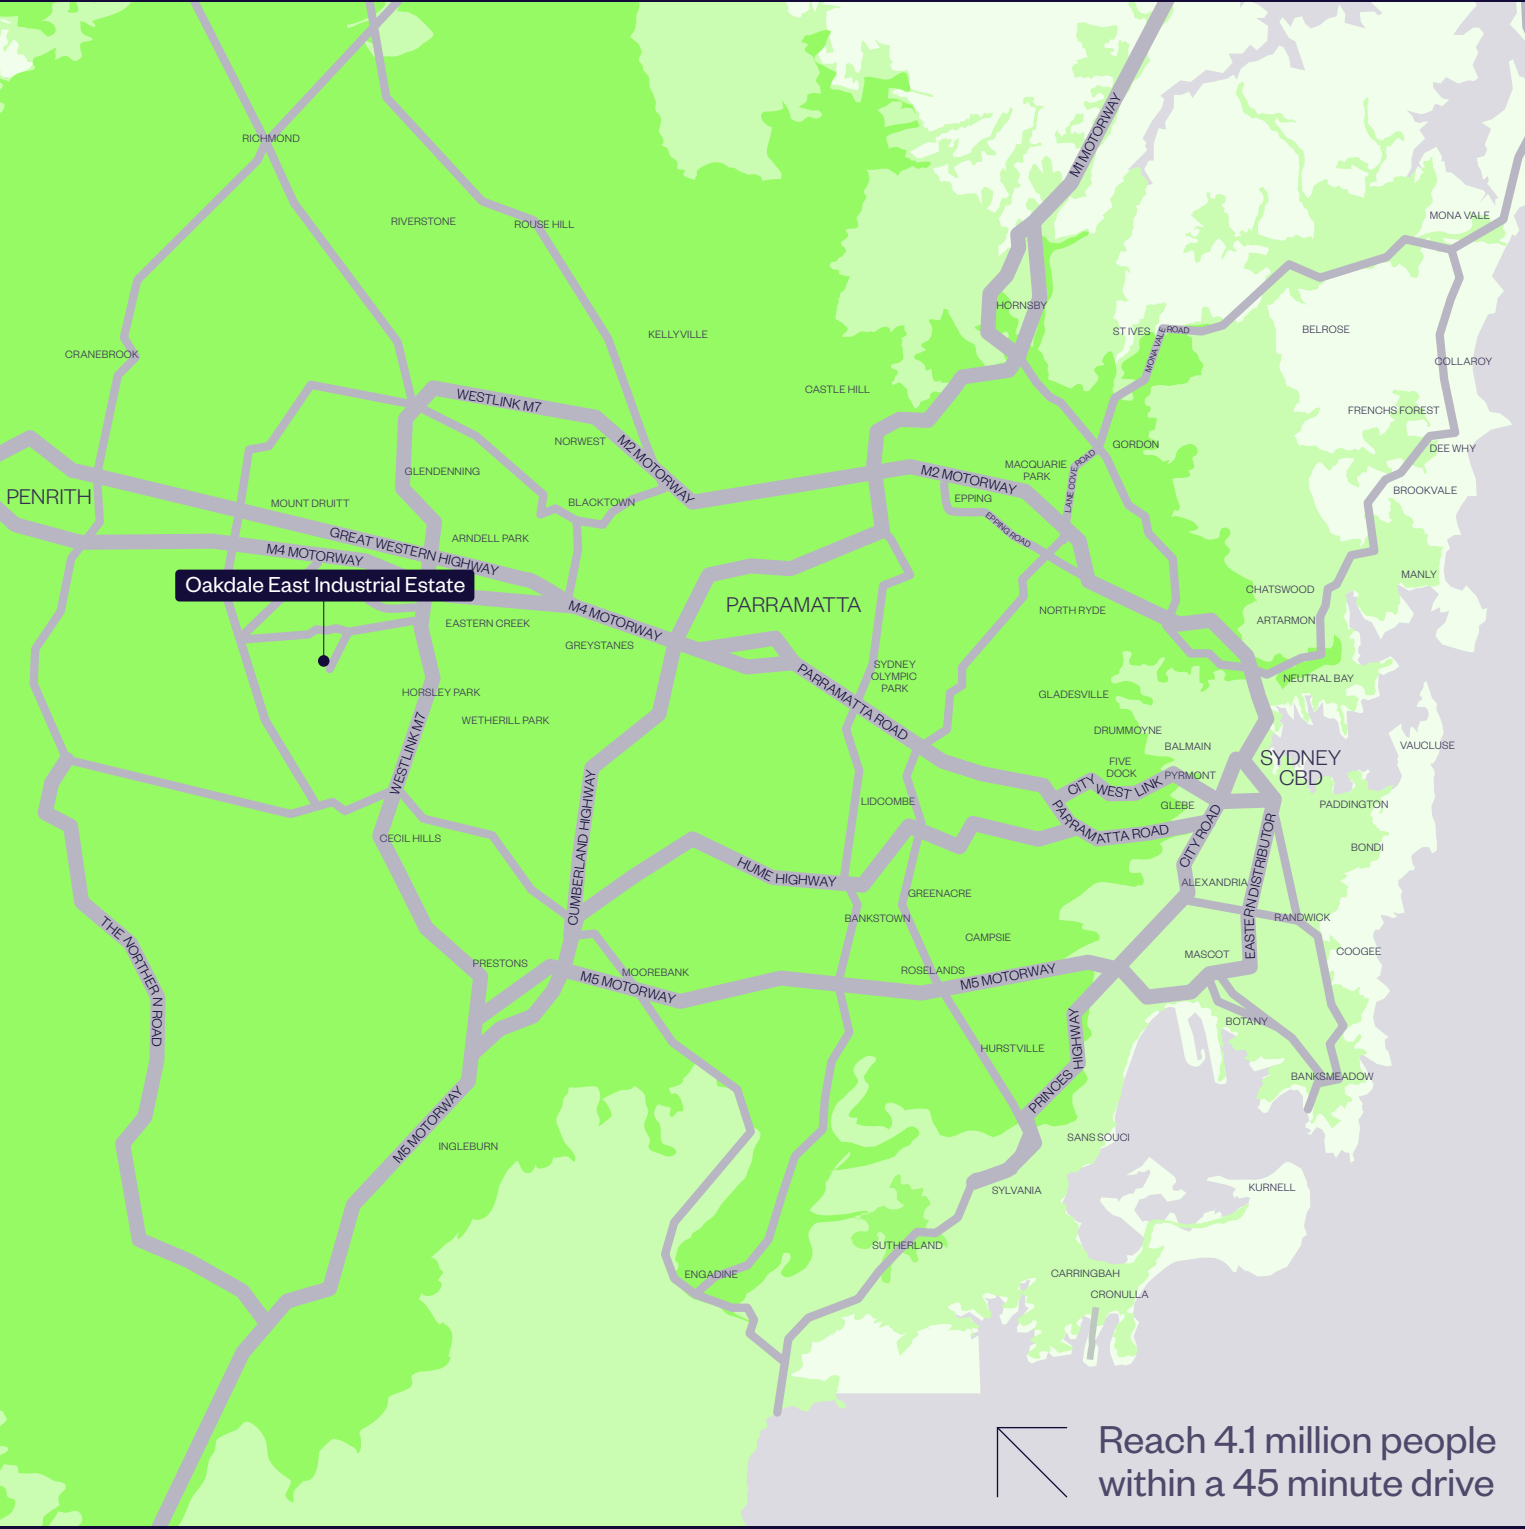 M1 MOTORWAY
RICHMOND
MONA VALE
RIVERSTONE
ROUSE HILL
HORNSBY
ST IVES
MONA VALE ROAD
BELROSE
KELLYVILLE
CRANEBROOK
COLLAROY
CASTLE HILL
WESTLINK M7
FRENCHS FOREST
NORWEST
M2 MOTORWAY
GORDON
DEE WHY
GLENDENNING
MACQUARIE
PARK
LANE COVE ROAD
M2 MOTORWAY
BROOKVALE
PENRITH
MOUNT DRUITT
BLACKTOWN
EPPING
EPPING ROAD
GREAT WESTERN HIGHWAY
ARNDELL PARK
M4 MOTORWAY
MANLY
Oakdale East Industrial Estate
CHATSWOOD
PARRAMATTA
NORTH RYDE
M4 MOTORWAY
EASTERN CREEK
ARTARMON
GREYSTANES
SYDNEY
OLYMPIC
PARK
NEUTRAL BAY
HORSLEY PARK
GLADESVILLE
PARRAMATTA ROAD
WETHERILL PARK
DRUMMOYNE
WESTLINK M7
BALMAIN
VAUCLUSE
SYDNEY
CBD
FIVE
DOCK
PYRMONT
CITY WEST LINK
LIDCOMBE
GLEBE
PADDINGTON
PARRAMATTA ROAD
CITY ROAD
CECIL HILLS
CUMBERLAND HIGHWAY
BONDI
HUME HIGHWAY
EASTERN DISTRIBUTOR
ALEXANDRIA
GREENACRE
BANKSTOWN
RANDWICK
THE NORTHER N ROAD
CAMPSIE
COOGEE
MASCOT
PRESTONS
MOOREBANK
ROSELANDS
M5 MOTORWAY
M5 MOTORWAY
BOTANY
PRINCES HIGHWAY
HURSTVILLE
BANKSMEADOW
M5 MOTORWAY
SANS SOUCI
INGLEBURN
SYLVANIA
KURNELL
SUTHERLAND
ENGADINE
CARRINGBAH
CRONULLA
Reach 4.1 million people
within a 45 minute drive